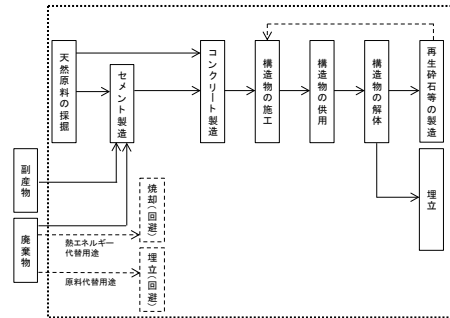 天然原料の採掘
セメント製造
コンクリート製造
構造物の施工
構造物の供用
構造物の解体
再生砕石等の製造
副産物
廃棄物
焼却(回避)
埋立(回避)
埋立
熱エネルギー
代替用途
原料代替用途